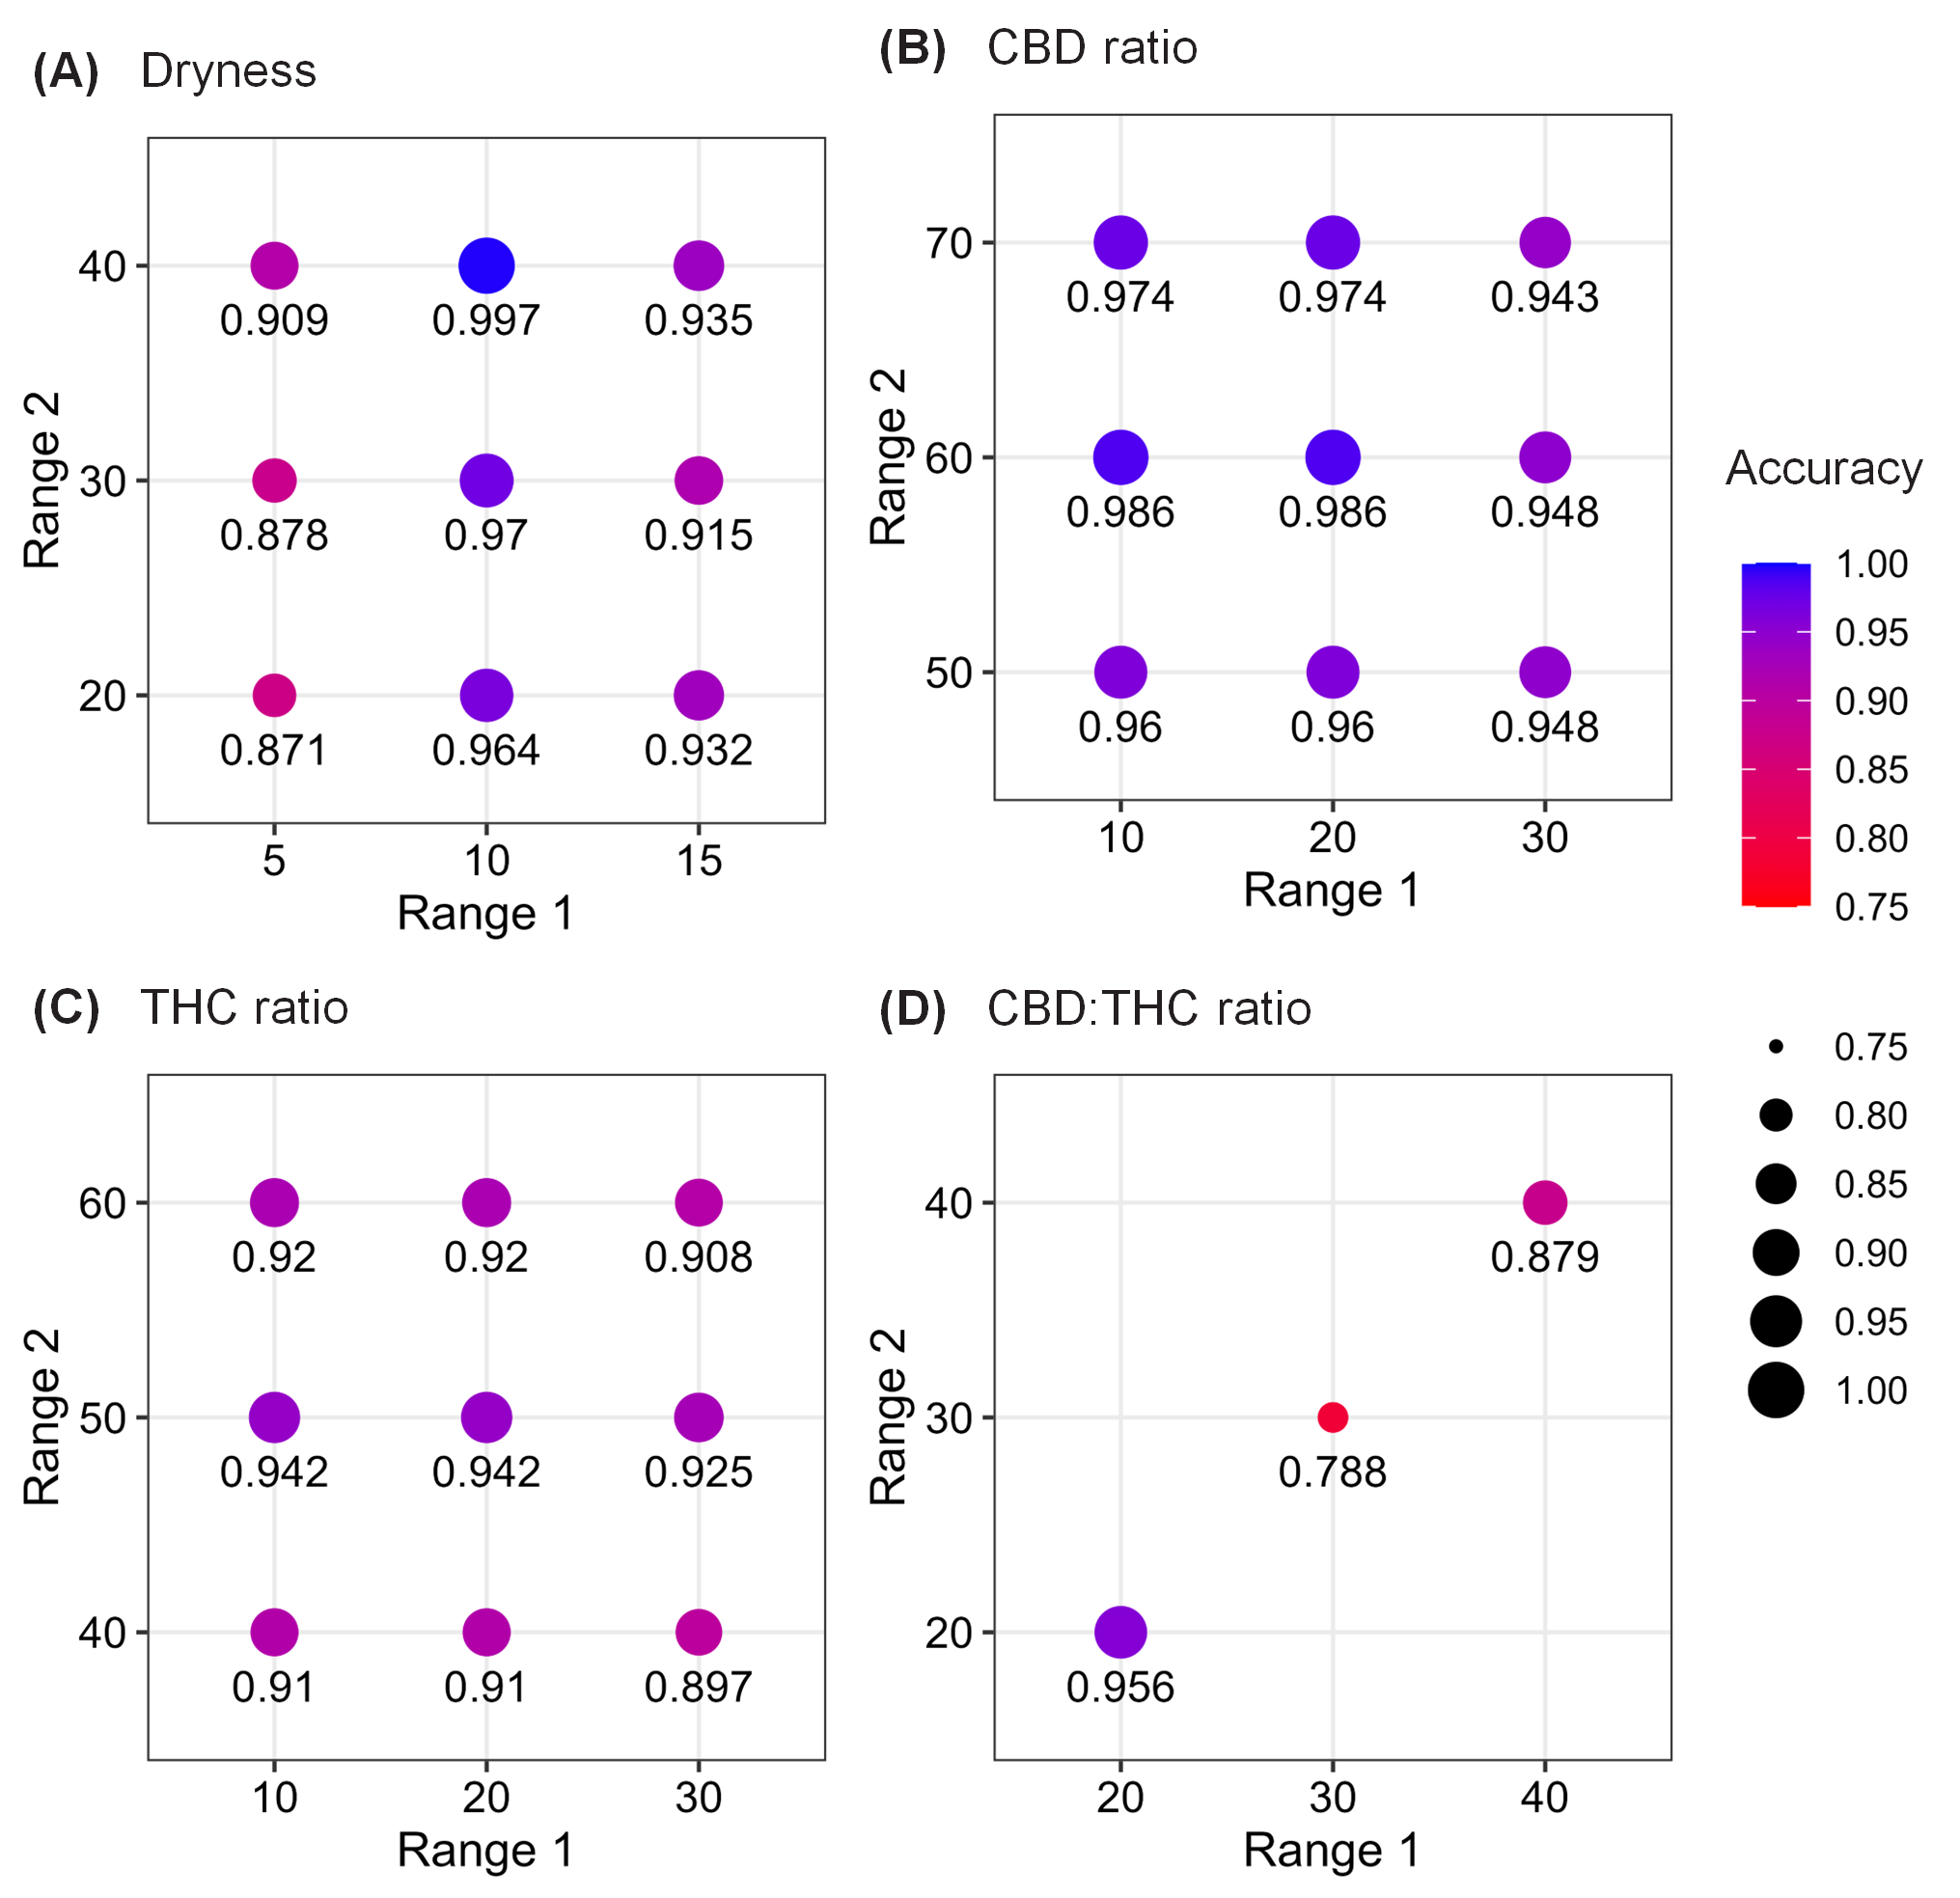 (A) Dryness
40
30
20
Range 2
0.909 0.997 0.935
0.878 0.97 0.915
0.871 0.964 0.932
5 10 15
Range 1
(B) CBD ratio
70
60
50
Range 2
0.974 0.974 0.943
0.986 0.986 0.948
0.96 0.96 0.948
10 20 30
Range 1
Accuracy
1.00
0.95
0.90
0.85
0.80
0.75
(C) THC ratio
60
50
40
Range 2
0.92 0.92 0.908
0.942 0.942 0.925
0.91 0.91 0.897
10 20 30
Range 1
(D) CBD:THC ratio
40
30
20
Range 2
0.879
0.788
0.956
20 30 40
Range 1
0.75
0.80
0.85
0.90
0.95
1.00